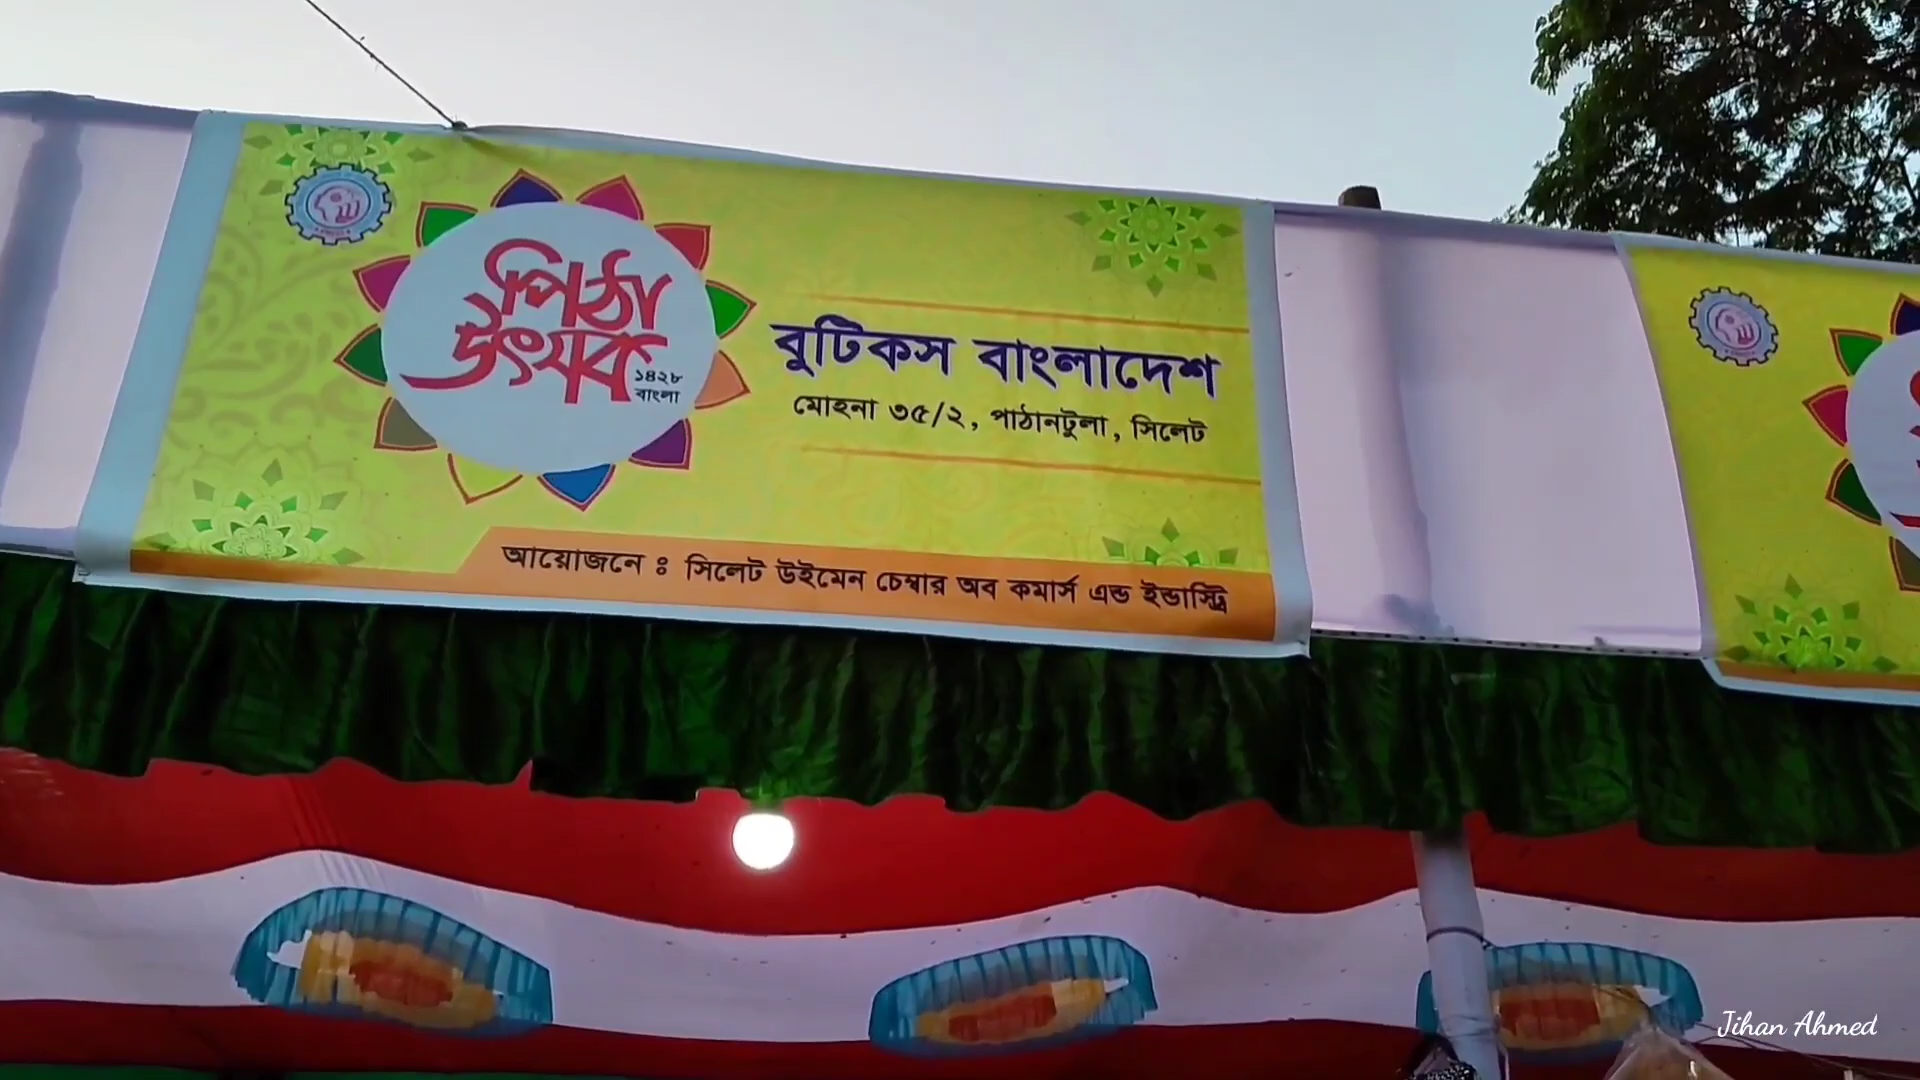 পিঠা
উৎসব
১৪২৮
বাংলা
বুটিকস বাংলাদেশ
মোহনা ৩৫/২, পাঠানটুলা, সিলেট
আয়োজনে ঃ সিলেট উইমেন চেম্বার অব কমার্স এন্ড ইন্ডাস্ট্রি
Jihan Ahmed